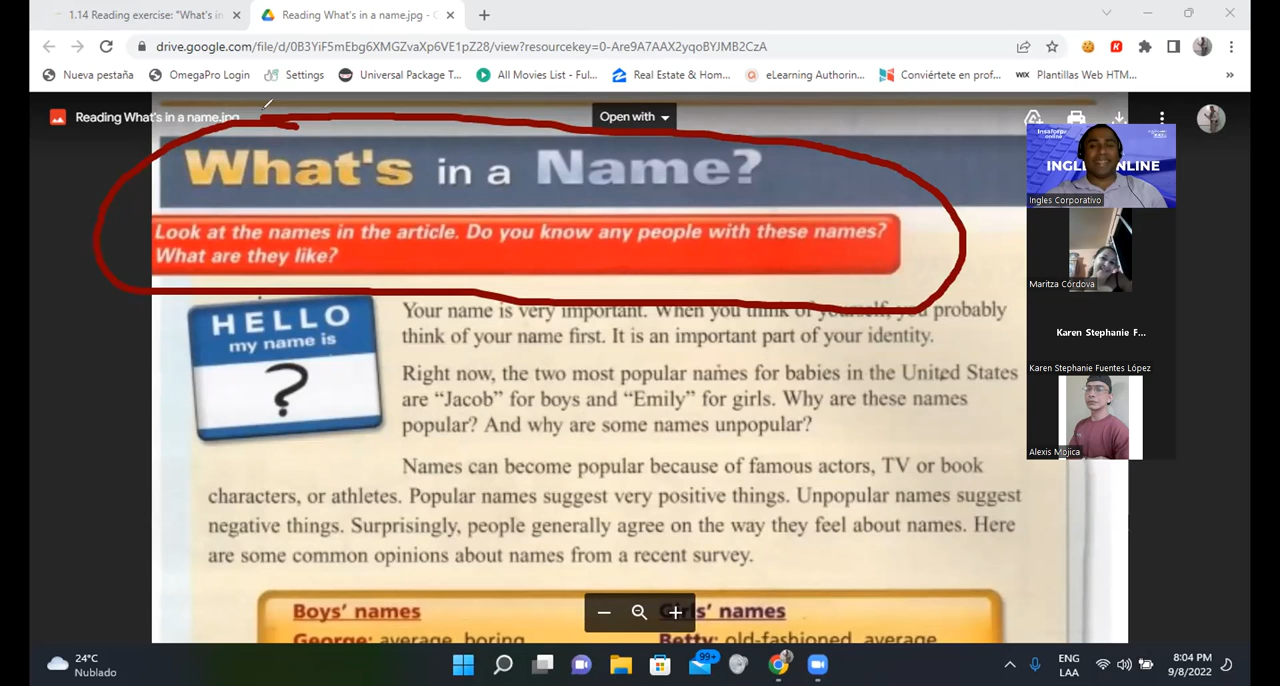 1.14 Reading exercise: "What's in
Reading What's in a name.jpg - G
drive.google.com/file/d/0B3YiF5mEbg6XMGZvaXp6VE1pZ28/view?resourcekey=0-Are9A7AAX2yqoBYJMB2CzA
Nueva pestaña
OmegaPro Login
Settings
Universal Package T...
All Movies List - Ful...
Real Estate & Hom...
eLearning Authorin...
Conviértete en prof...
WIX Plantillas Web HTM...
Reading What's in a name.jpg
Open with
What's in a Name?
Look at the names in the article. Do you know any people with these names?
What are they like?
HELLO
my name is
?
Your name is very important. When you think of yourself, you probably
think of your name first. It is an important part of your identity.
Right now, the two most popular names for babies in the United States
are “Jacob” for boys and “Emily” for girls. Why are these names
popular? And why are some names unpopular?
Names can become popular because of famous actors, TV or book
characters, or athletes. Popular names suggest very positive things. Unpopular names suggest
negative things. Surprisingly, people generally agree on the way they feel about names. Here
are some common opinions about names from a recent survey.
Boys' names
George: average, boring
Girls' names
Betty: old-fashioned, average
Ingles Corporativo
Maritza Córdova
Karen Stephanie F...
Karen Stephanie Fuentes López
Alexis Mojica
24°C
Nublado
99+
ENG
LAA
8:04 PM
9/8/2022